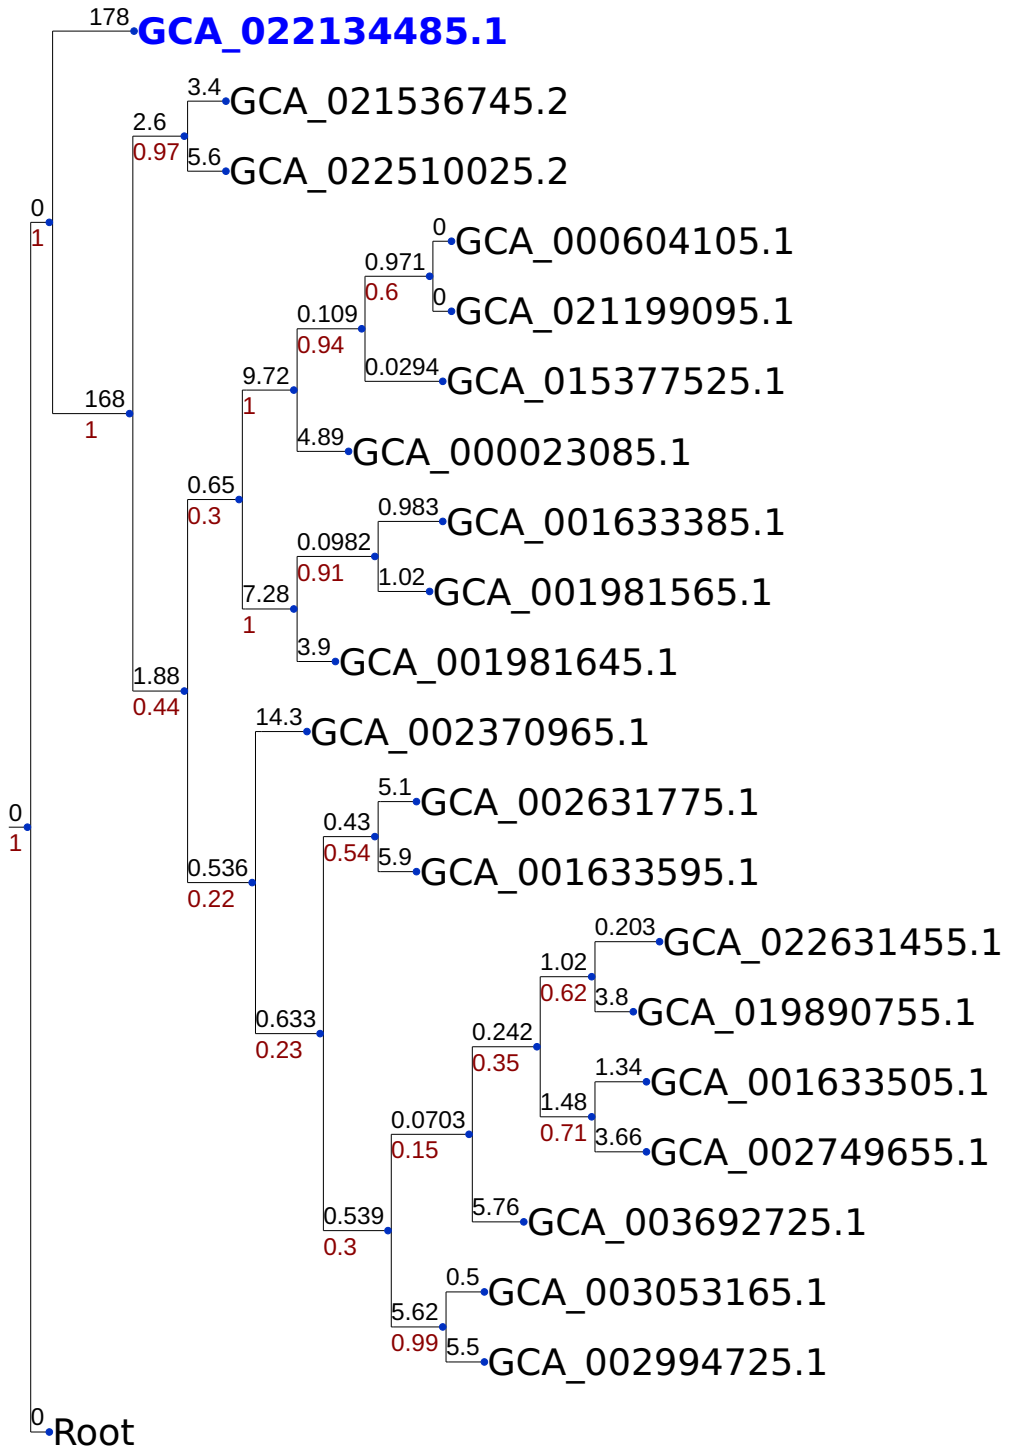 178
GCA_022134485.1
3.4
GCA_021536745.2
2.6
0.97
5.6
GCA_022510025.2
0
1
0
GCA_000604105.1
0.971
0.6
0
GCA_021199095.1
0.109
0.94
0.0294
GCA_015377525.1
9.72
1
168
1
4.89
GCA_000023085.1
0.65
0.3
0.983
GCA_001633385.1
0.0982
0.91
1.02
GCA_001981565.1
7.28
1
3.9
GCA_001981645.1
1.88
0.44
14.3
GCA_002370965.1
5.1
GCA_002631775.1
0
1
0.43
0.54
5.9
GCA_001633595.1
0.536
0.22
0.203
GCA_022631455.1
1.02
0.62
3.8
GCA_019890755.1
0.633
0.23
0.242
0.35
1.34
GCA_001633505.1
1.48
0.71
0.0703
0.15
3.66
GCA_002749655.1
0.539
0.3
5.76
GCA_003692725.1
0.5
GCA_003053165.1
5.62
0.99
5.5
GCA_002994725.1
0
Root